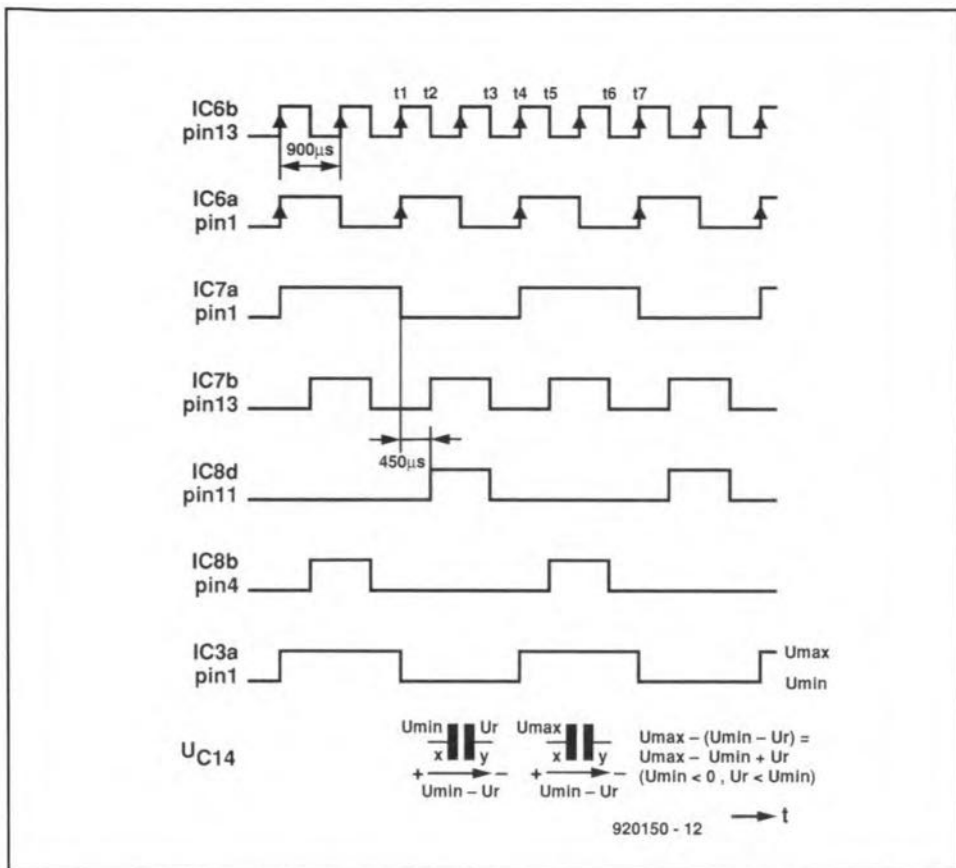 IC6b
pin13
t1 t2 t3 t4 t5 t6 t7
900µs
IC6a
pin1
IC7a
pin1
IC7b
pin13
450µs
IC8d
pin11
IC8b
pin4
IC3a
pin1
Umax
Umin
UC14
Umin Ur
x y
+ −
Umin − Ur
Umax
x y
+ −
Umin − Ur
Umax − (Umin − Ur) =
Umax − Umin + Ur
(Umin < 0 , Ur < Umin)
t
920150 - 12